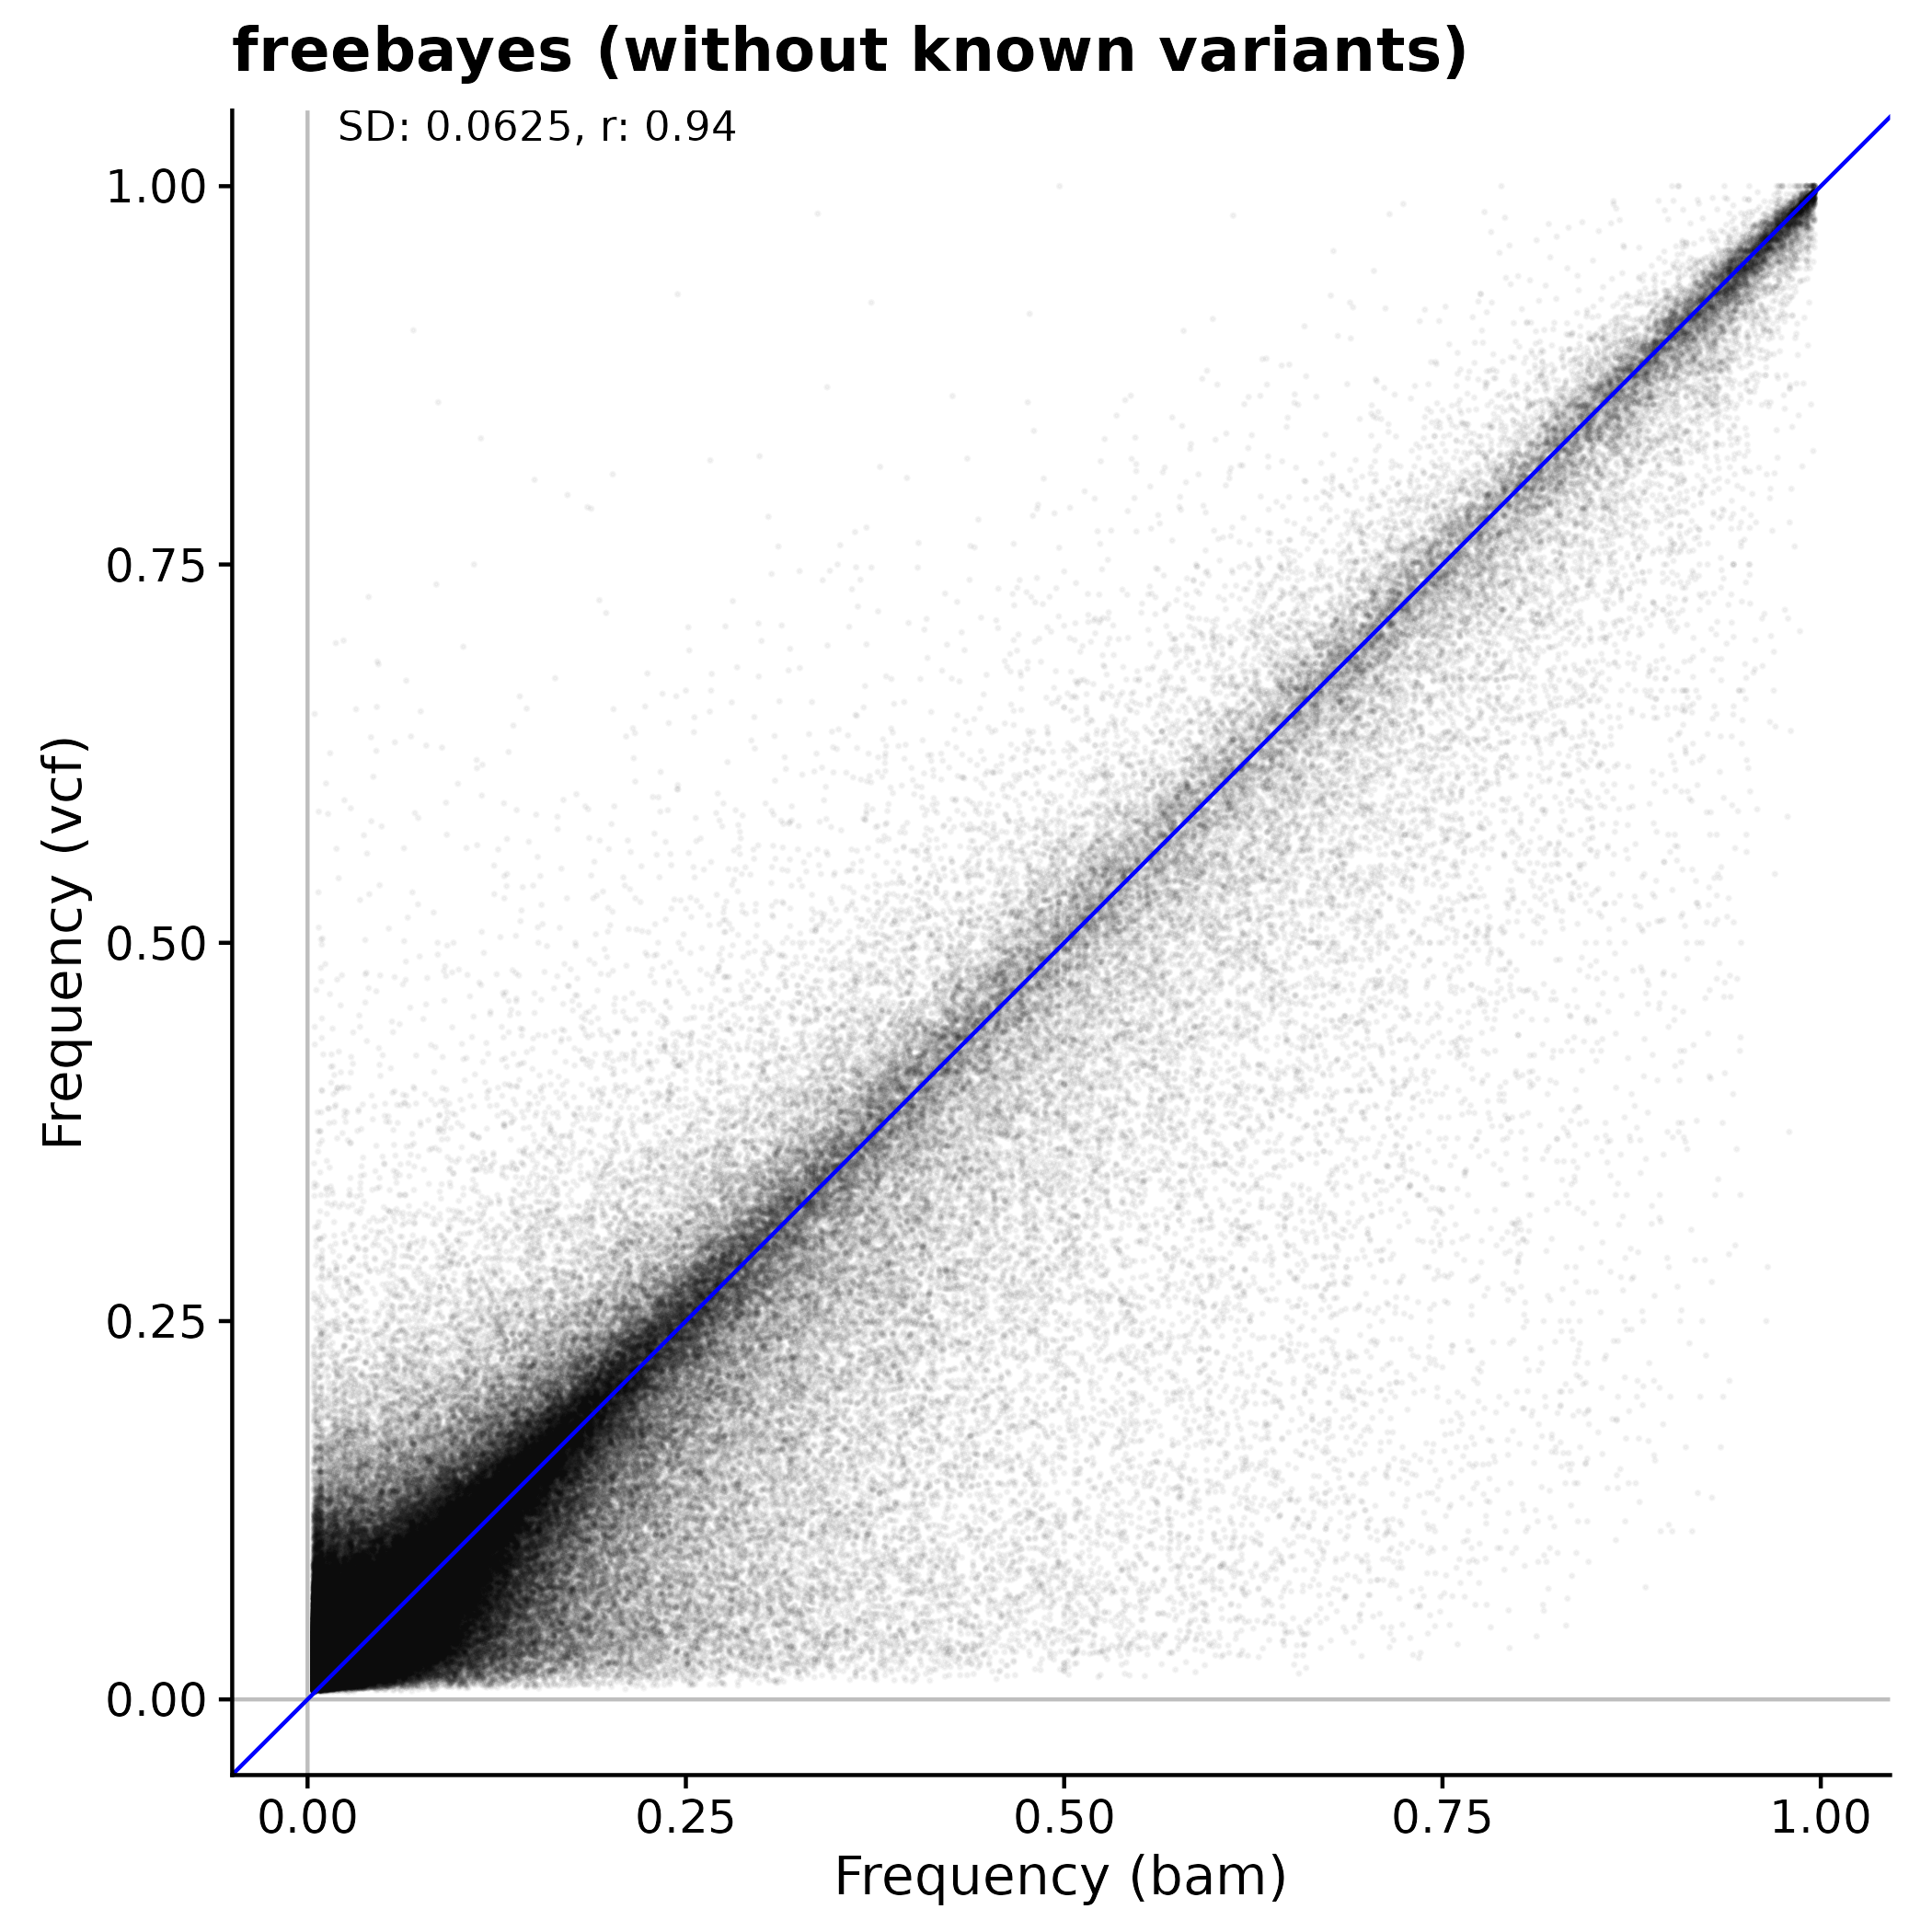 freebayes (without known variants)
SD: 0.0625, r: 0.94
1.00
0.75
0.50
0.25
0.00
Frequency (vcf)
0.00 0.25 0.50 0.75 1.00
Frequency (bam)